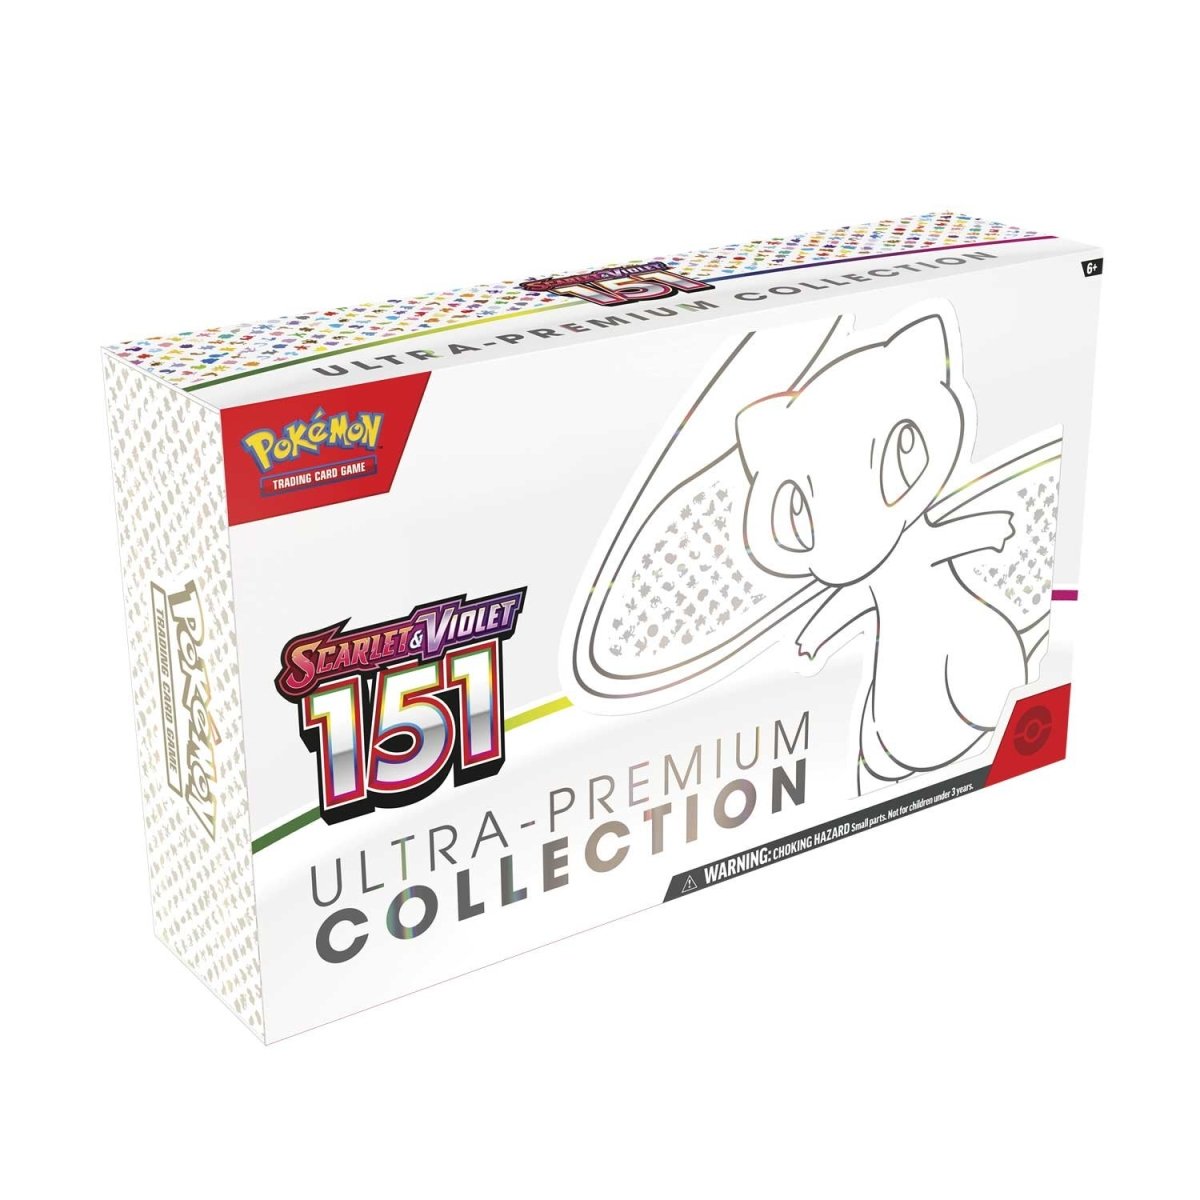 SCARLET & VIOLET
151
ULTRA-PREMIUM COLLECTION
6+
POKéMON
TRADING CARD GAME
POKéMON
TRADING CARD GAME
SCARLET & VIOLET
151
ULTRA-PREMIUM
COLLECTION
WARNING: CHOKING HAZARD Small parts. Not for children under 3 years.